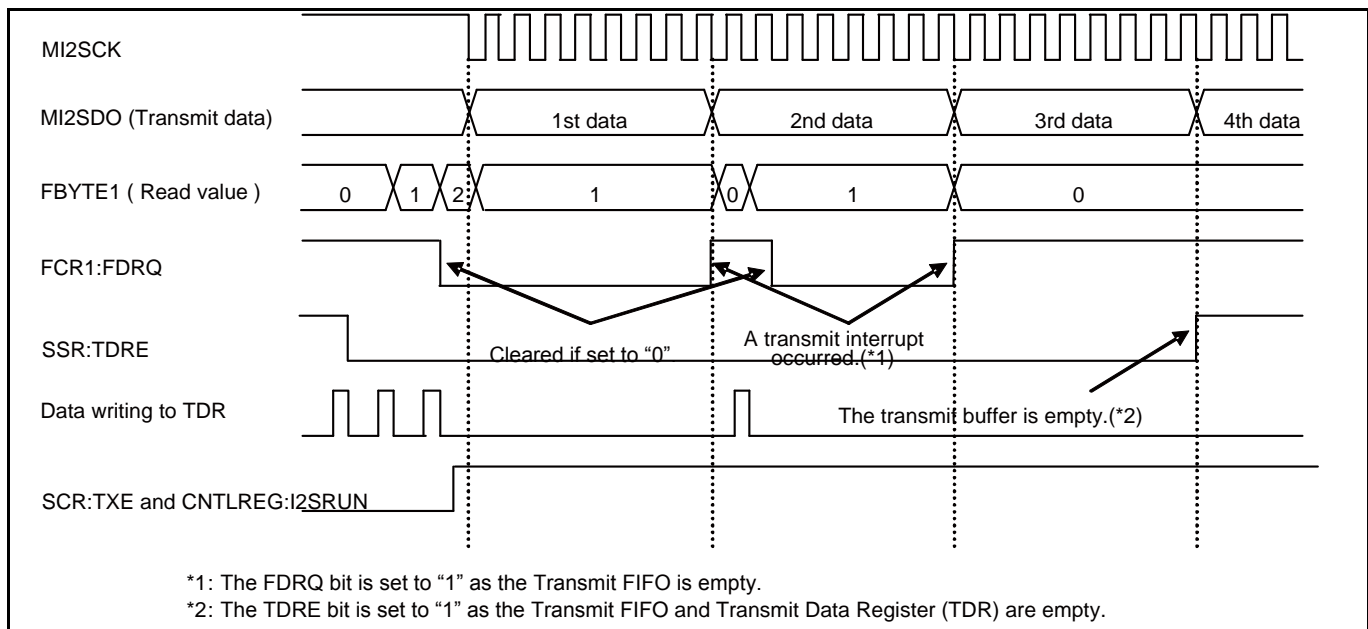 MI2SCK
MI2SDO (Transmit data)
1st data
2nd data
3rd data
4th data
FBYTE1 ( Read value )
0
1
2
1
0
1
0
FCR1:FDRQ
SSR:TDRE
Cleared if set to “0”.
A transmit interrupt
occurred.(*1)
Data writing to TDR
The transmit buffer is empty.(*2)
SCR:TXE and CNTLREG:I2SRUN
*1: The FDRQ bit is set to “1” as the Transmit FIFO is empty.
*2: The TDRE bit is set to “1” as the Transmit FIFO and Transmit Data Register (TDR) are empty.